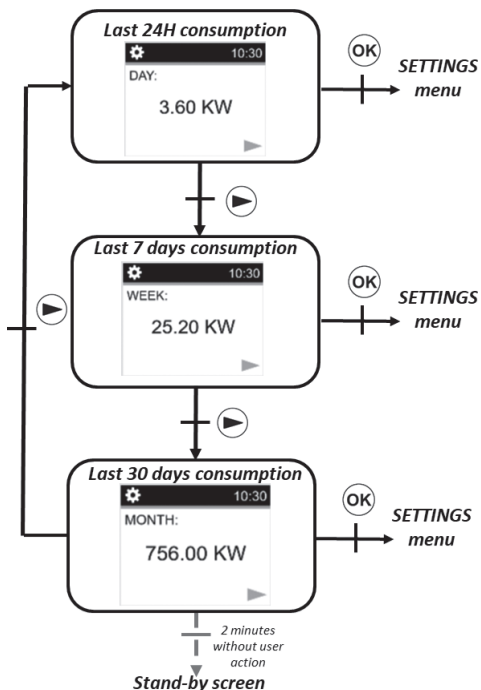 Last 24H consumption
10:30
DAY:
3.60 KW
OK
SETTINGS
menu
Last 7 days consumption
10:30
WEEK:
25.20 KW
OK
SETTINGS
menu
Last 30 days consumption
10:30
MONTH:
756.00 KW
OK
SETTINGS
menu
2 minutes
without user
action
Stand-by screen